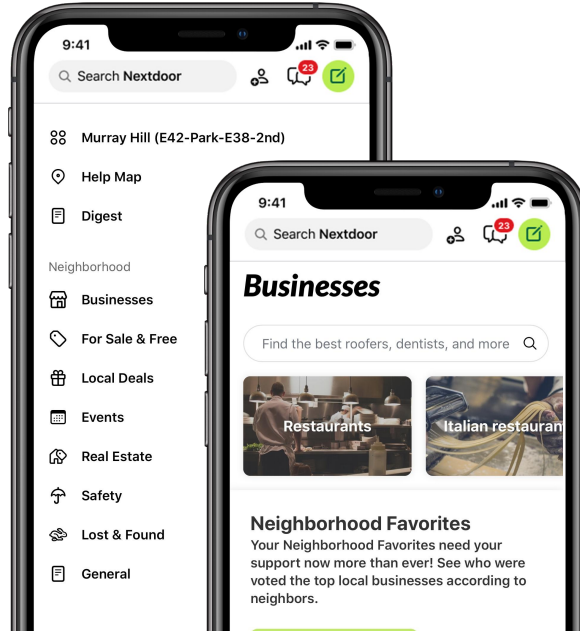 9:41
Search Nextdoor
23
Murray Hill (E42-Park-E38-2nd)
Help Map
Digest
Neighborhood
Businesses
For Sale & Free
Local Deals
Events
Real Estate
Safety
Lost & Found
General
9:41
Search Nextdoor
23
Businesses
Find the best roofers, dentists, and more
Restaurants
Italian restauran
Neighborhood Favorites
Your Neighborhood Favorites need your
support now more than ever! See who were
voted the top local businesses according to
neighbors.